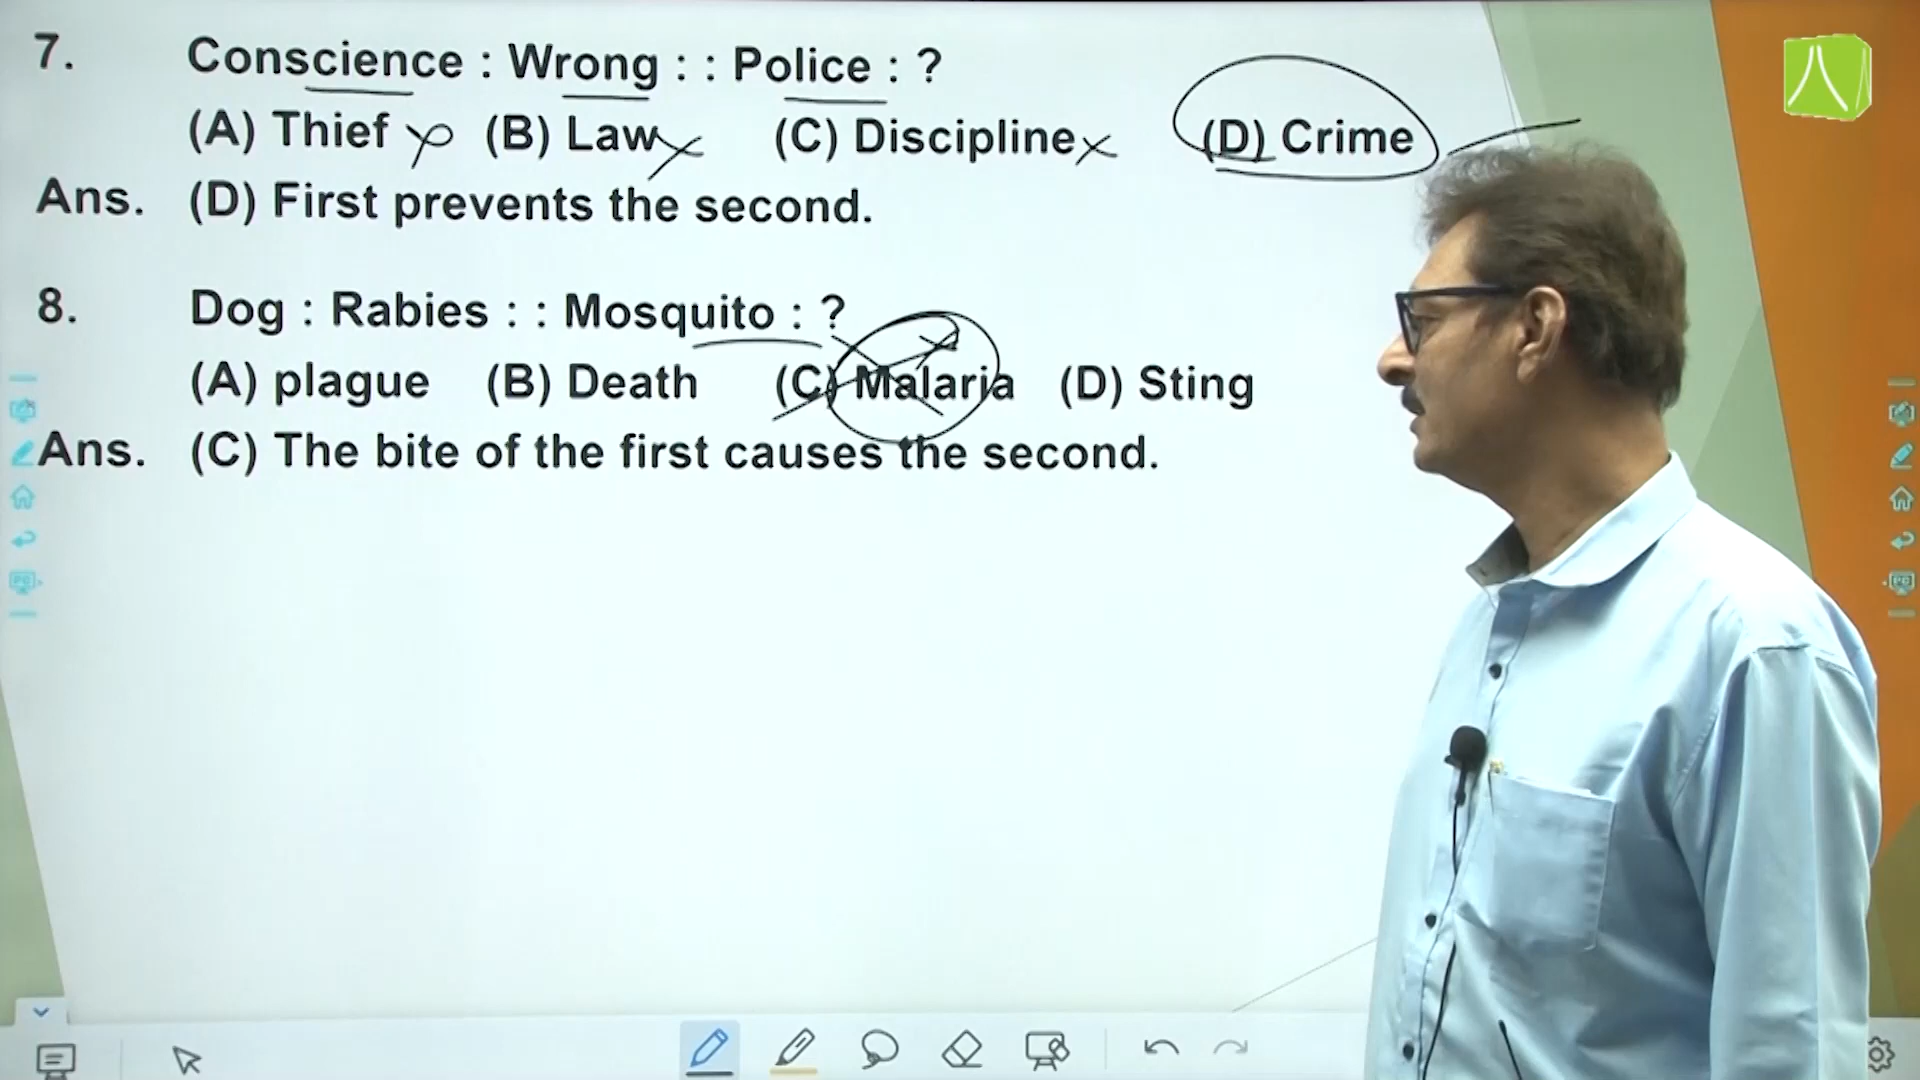 7. Conscience : Wrong : : Police : ?
(A) Thief (B) Law (C) Discipline (D) Crime
Ans. (D) First prevents the second.
8. Dog : Rabies : : Mosquito : ?
(A) plague (B) Death (C) Malaria (D) Sting
Ans. (C) The bite of the first causes the second.